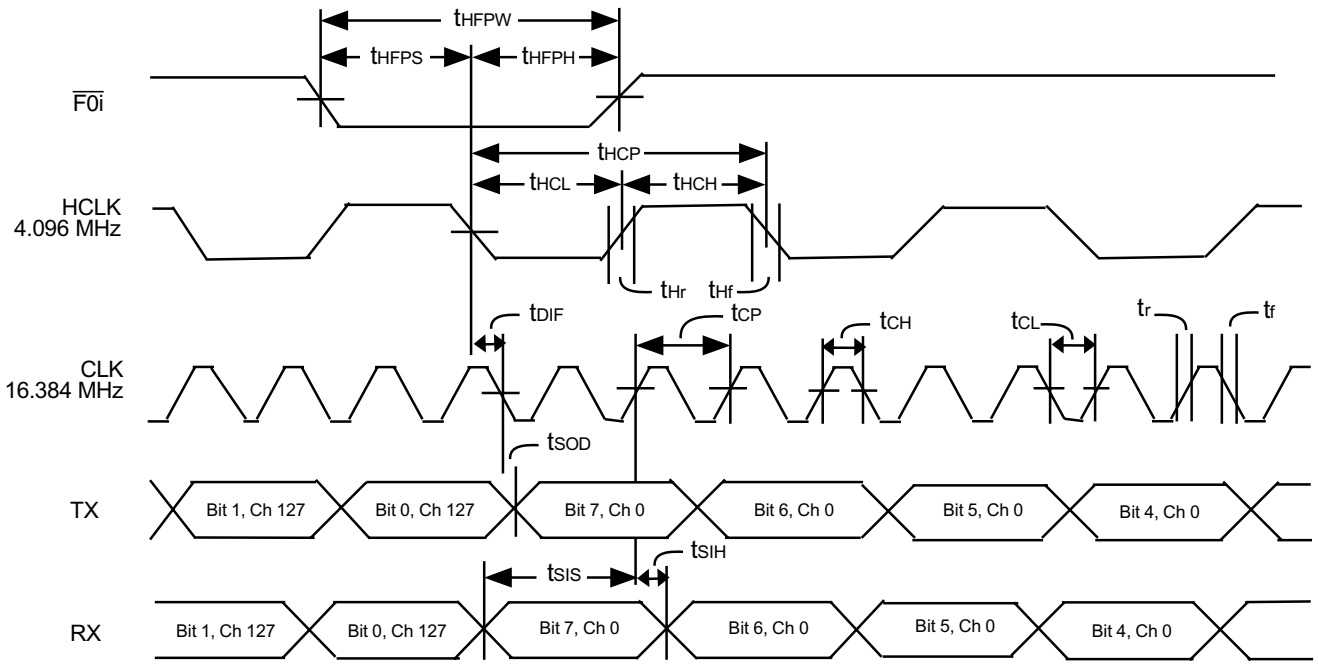 tHFPW
tHFPS
tHFPH
F0i
tHCP
tHCL
tHCH
HCLK
4.096 MHz
tHr
tHf
tDIF
tCP
tCH
tCL
tr
tf
CLK
16.384 MHz
tSOD
TX
Bit 1, Ch 127
Bit 0, Ch 127
Bit 7, Ch 0
Bit 6, Ch 0
Bit 5, Ch 0
Bit 4, Ch 0
tSIS
tSIH
RX
Bit 1, Ch 127
Bit 0, Ch 127
Bit 7, Ch 0
Bit 6, Ch 0
Bit 5, Ch 0
Bit 4, Ch 0